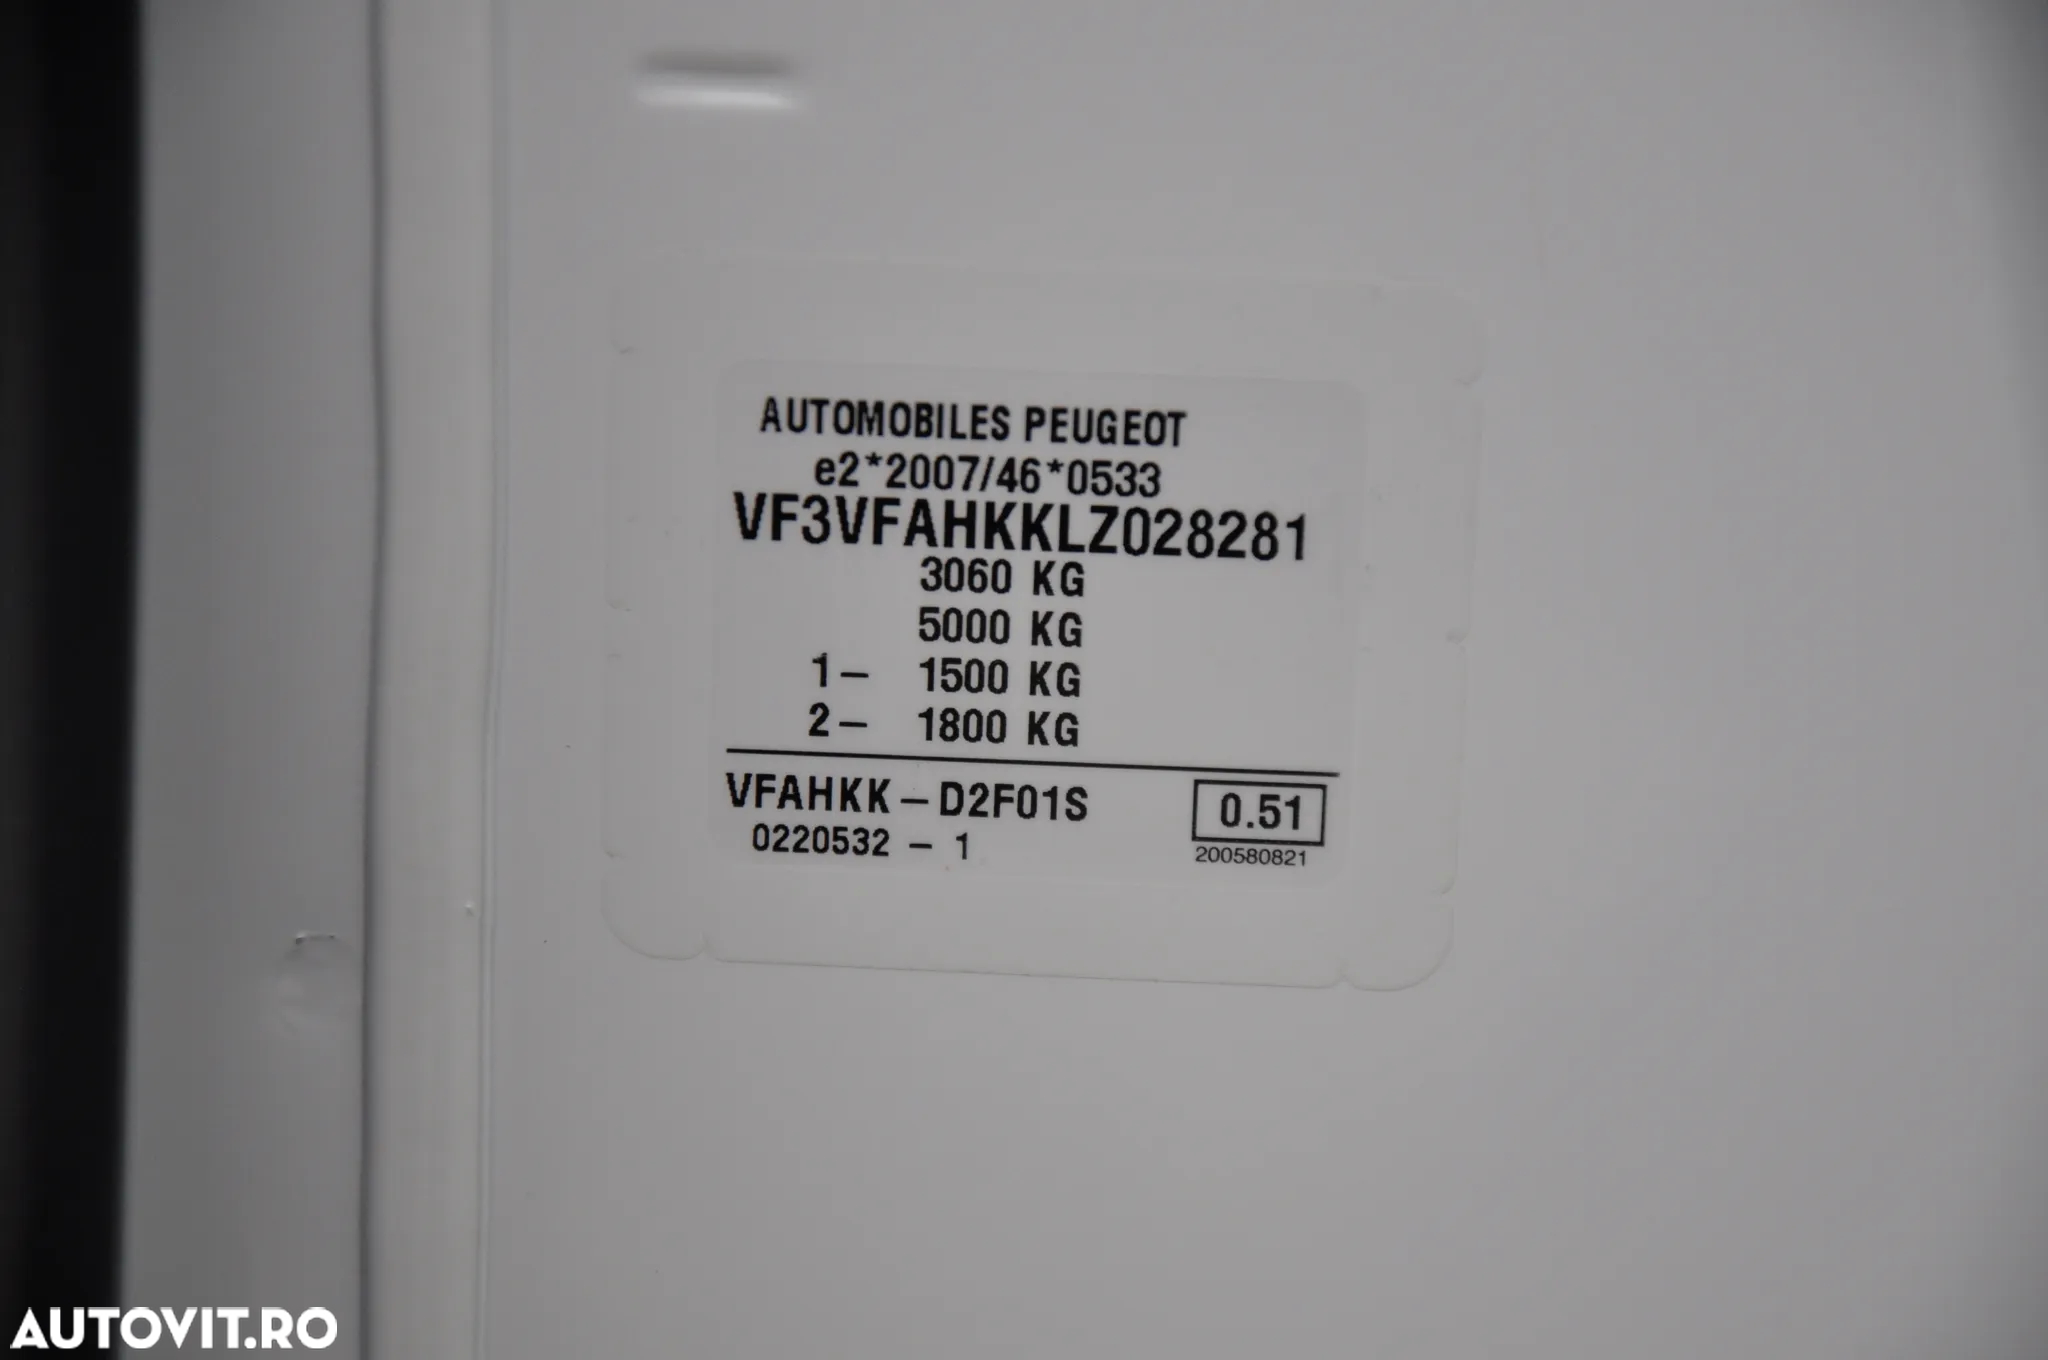 AUTOMOBILES PEUGEOT
e2*2007/46*0533
VF3VFAHKKLZ028281
3060 KG
5000 KG
1- 1500 KG
2- 1800 KG
VFAHKK-D2F01S 0.51
0220532 - 1 200580821
AUTOVIT.RO